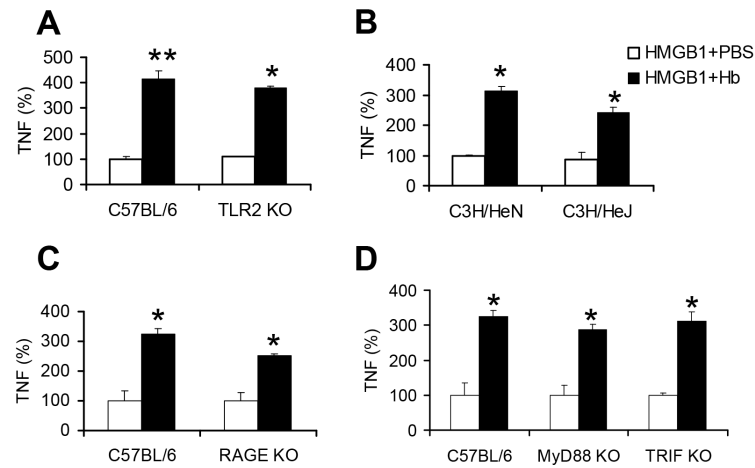 A
TNF (%)
500
400
300
200
100
0
**
*
C57BL/6 TLR2 KO
B
HMGB1+PBS
HMGB1+Hb
TNF (%)
400
300
200
100
0
*
*
C3H/HeN C3H/HeJ
C
TNF (%)
400
300
200
100
0
*
*
C57BL/6 RAGE KO
D
TNF (%)
400
300
200
100
0
*
*
*
C57BL/6 MyD88 KO TRIF KO